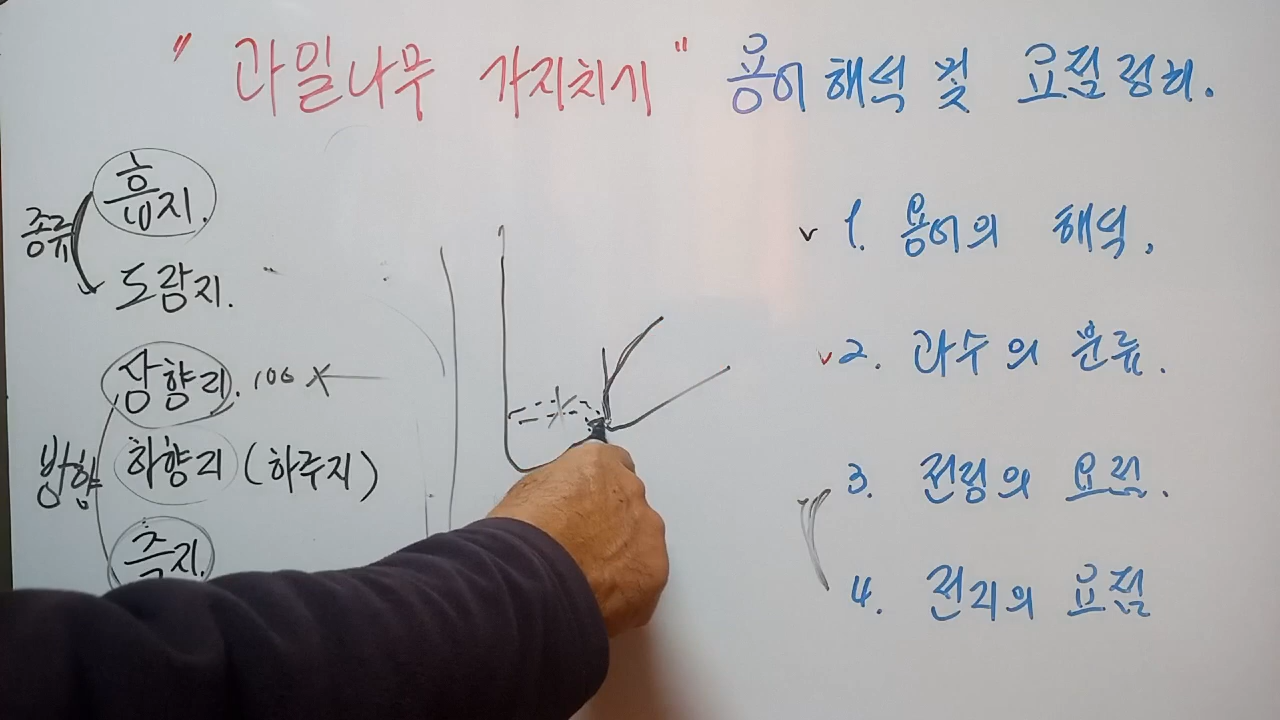 "과일나무 가지치기" 용어해석 및 요점정리.
종류
흡지.
도장지.
방향
상향지. 100 X
하향지 (하주지)
측지.
v 1. 용어의 해석.
v 2. 과수의 분류.
3. 전정의 요점.
4. 전지의 요점